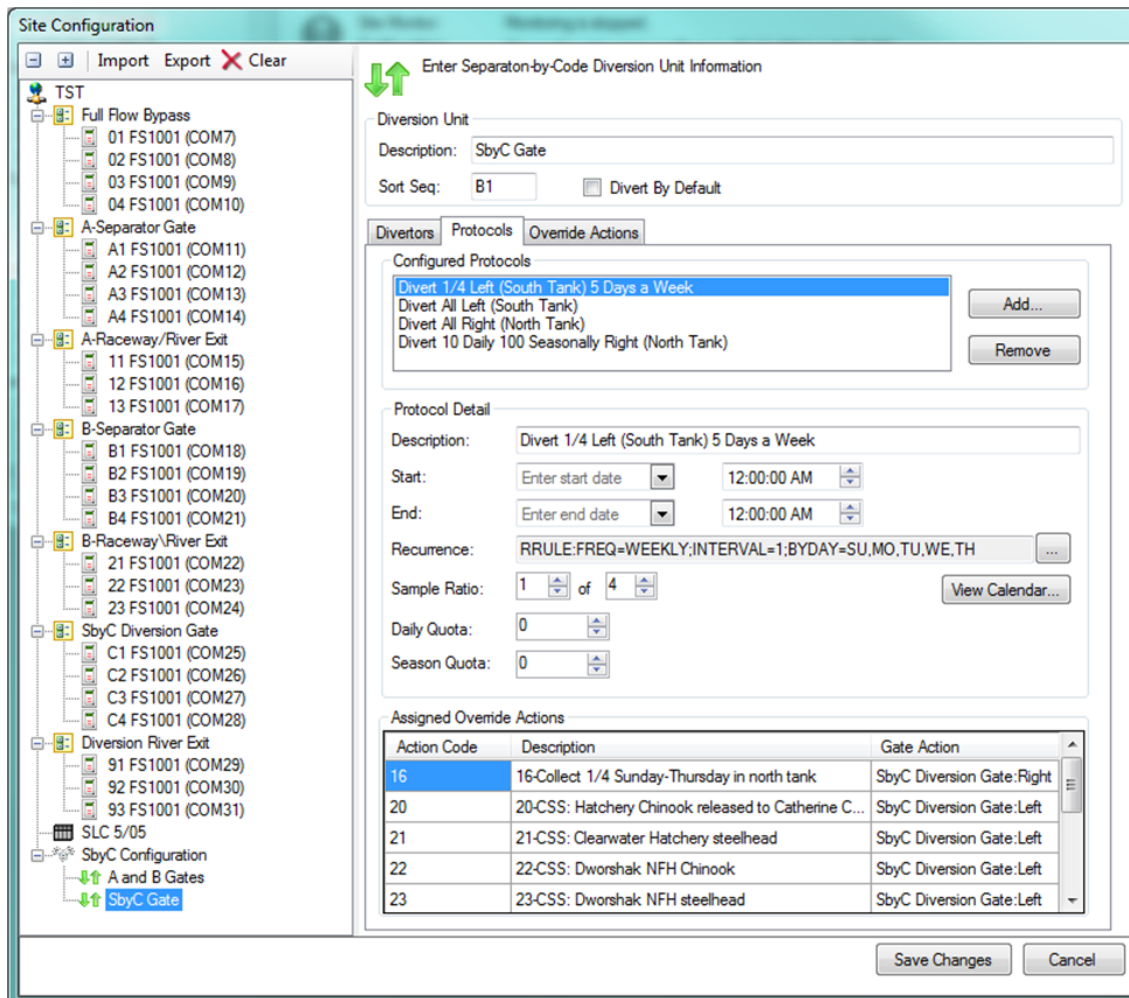 Site Configuration
Import Export Clear
TST
Full Flow Bypass
01 FS1001 (COM7)
02 FS1001 (COM8)
03 FS1001 (COM9)
04 FS1001 (COM10)
A-Separator Gate
A1 FS1001 (COM11)
A2 FS1001 (COM12)
A3 FS1001 (COM13)
A4 FS1001 (COM14)
A-Raceway/River Exit
11 FS1001 (COM15)
12 FS1001 (COM16)
13 FS1001 (COM17)
B-Separator Gate
B1 FS1001 (COM18)
B2 FS1001 (COM19)
B3 FS1001 (COM20)
B4 FS1001 (COM21)
B-Raceway\River Exit
21 FS1001 (COM22)
22 FS1001 (COM23)
23 FS1001 (COM24)
SbyC Diversion Gate
C1 FS1001 (COM25)
C2 FS1001 (COM26)
C3 FS1001 (COM27)
C4 FS1001 (COM28)
Diversion River Exit
91 FS1001 (COM29)
92 FS1001 (COM30)
93 FS1001 (COM31)
SLC 5/05
SbyC Configuration
A and B Gates
SbyC Gate
Enter Separaton-by-Code Diversion Unit Information
Diversion Unit
Description: SbyC Gate
Sort Seq: B1 Divert By Default
Divertors Protocols Override Actions
Configured Protocols
Divert 1/4 Left (South Tank) 5 Days a Week
Divert All Left (South Tank)
Divert All Right (North Tank)
Divert 10 Daily 100 Seasonally Right (North Tank)
Add...
Remove
Protocol Detail
Description: Divert 1/4 Left (South Tank) 5 Days a Week
Start: Enter start date 12:00:00 AM
End: Enter end date 12:00:00 AM
Recurrence: RRULE:FREQ=WEEKLY;INTERVAL=1;BYDAY=SU,MO,TU,WE,TH ...
Sample Ratio: 1 of 4 View Calendar...
Daily Quota: 0
Season Quota: 0
Assigned Override Actions
Action Code Description Gate Action
16 16-Collect 1/4 Sunday-Thursday in north tank SbyC Diversion Gate:Right
20 20-CSS: Hatchery Chinook released to Catherine C... SbyC Diversion Gate:Left
21 21-CSS: Clearwater Hatchery steelhead SbyC Diversion Gate:Left
22 22-CSS: Dworshak NFH Chinook SbyC Diversion Gate:Left
23 23-CSS: Dworshak NFH steelhead SbyC Diversion Gate:Left
Save Changes Cancel